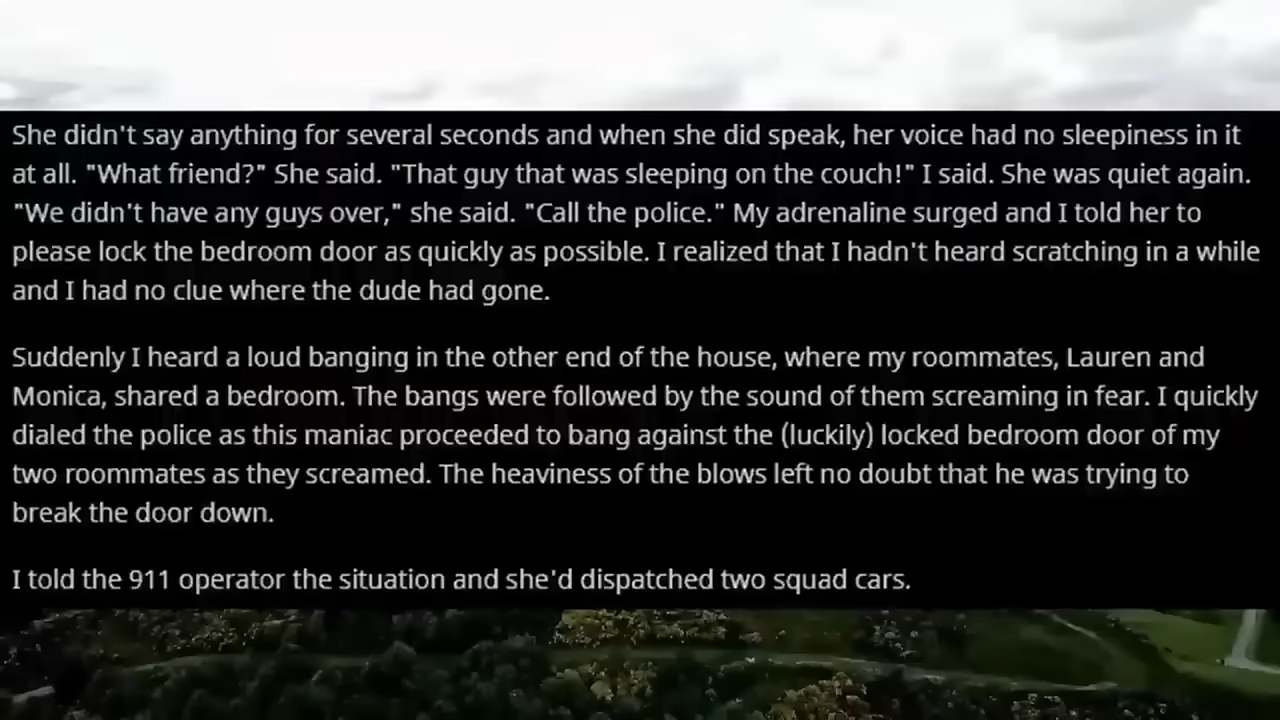 She didn't say anything for several seconds and when she did speak, her voice had no sleepiness in it
at all. "What friend?" She said. "That guy that was sleeping on the couch!" I said. She was quiet again.
"We didn't have any guys over," she said. "Call the police." My adrenaline surged and I told her to
please lock the bedroom door as quickly as possible. I realized that I hadn't heard scratching in a while
and I had no clue where the dude had gone.
Suddenly I heard a loud banging in the other end of the house, where my roommates, Lauren and
Monica, shared a bedroom. The bangs were followed by the sound of them screaming in fear. I quickly
dialed the police as this maniac proceeded to bang against the (luckily) locked bedroom door of my
two roommates as they screamed. The heaviness of the blows left no doubt that he was trying to
break the door down.
I told the 911 operator the situation and she'd dispatched two squad cars.